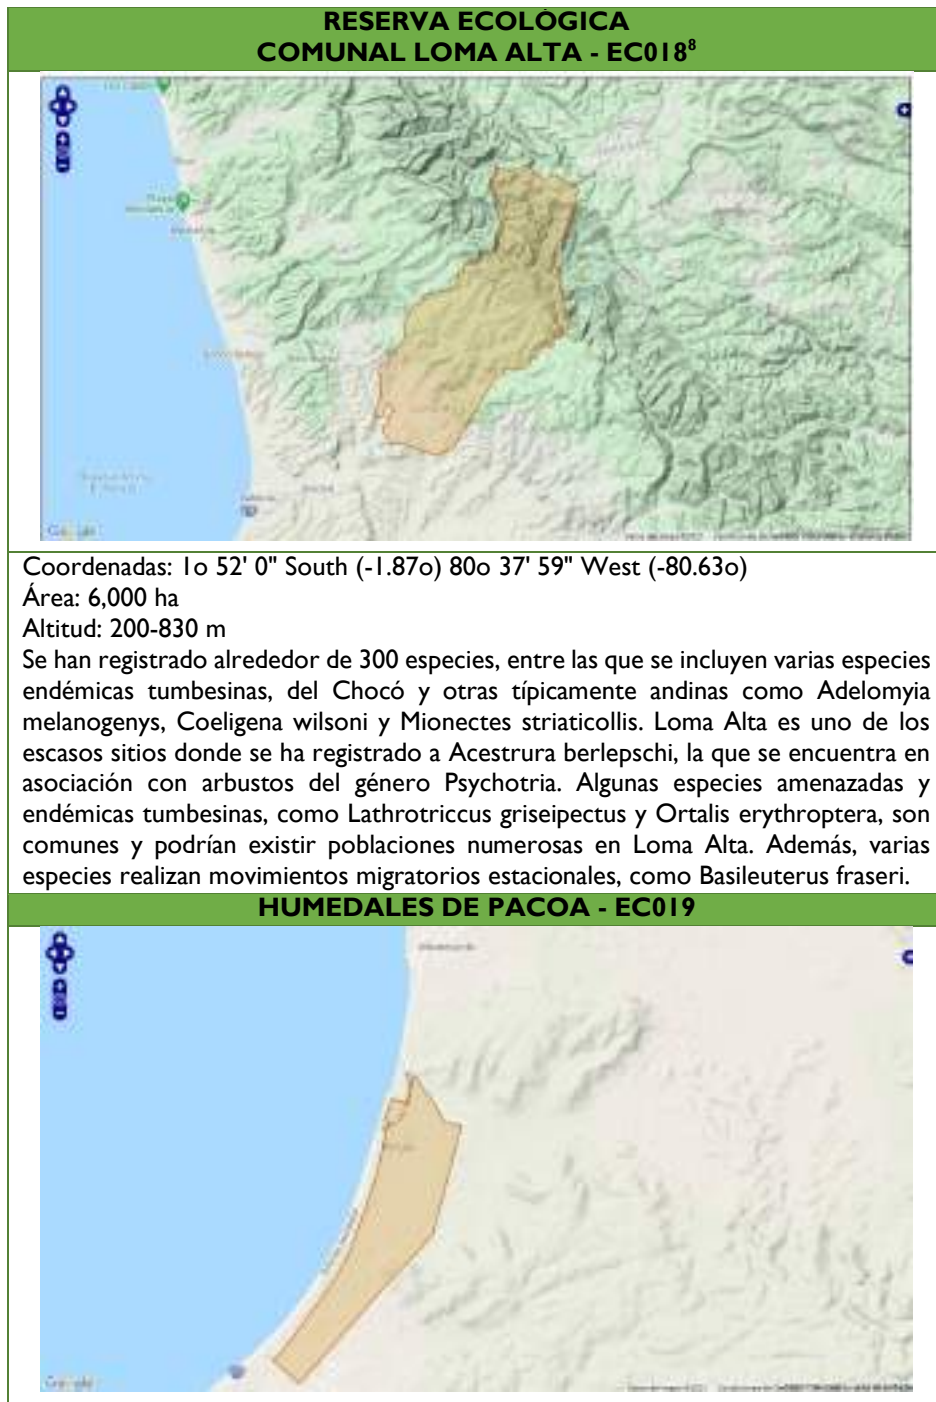 RESERVA ECOLÓGICA
COMUNAL LOMA ALTA - EC018⁸
Coordenadas: 1o 52' 0" South (-1.87o) 80o 37' 59" West (-80.63o)
Área: 6,000 ha
Altitud: 200-830 m
Se han registrado alrededor de 300 especies, entre las que se incluyen varias especies
endémicas tumbesinas, del Chocó y otras típicamente andinas como Adelomyia
melanogenys, Coeligena wilsoni y Mionectes striaticollis. Loma Alta es uno de los
escasos sitios donde se ha registrado a Acestrura berlepschi, la que se encuentra en
asociación con arbustos del género Psychotria. Algunas especies amenazadas y
endémicas tumbesinas, como Lathrotriccus griseipectus y Ortalis erythroptera, son
comunes y podrían existir poblaciones numerosas en Loma Alta. Además, varias
especies realizan movimientos migratorios estacionales, como Basileuterus fraseri.
HUMEDALES DE PACOA - EC019